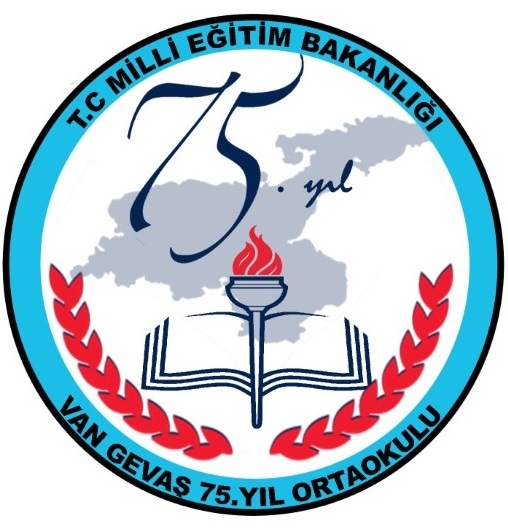 T.C MİLLİ EĞİTİM BAKANLIĞI
75. yıl
VAN GEVAŞ 75.YIL ORTAOKULU